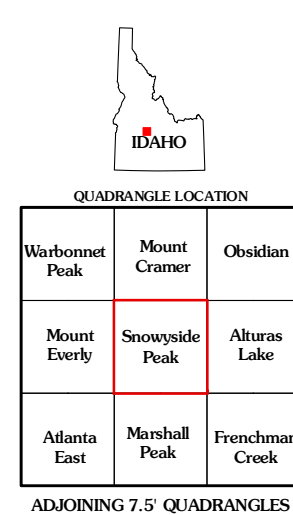 IDAHO
QUADRANGLE LOCATION
Warbonnet
Peak
Mount
Cramer
Obsidian
Mount
Everly
Snowyside
Peak
Alturas
Lake
Atlanta
East
Marshall
Peak
Frenchman
Creek
ADJOINING 7.5' QUADRANGLES